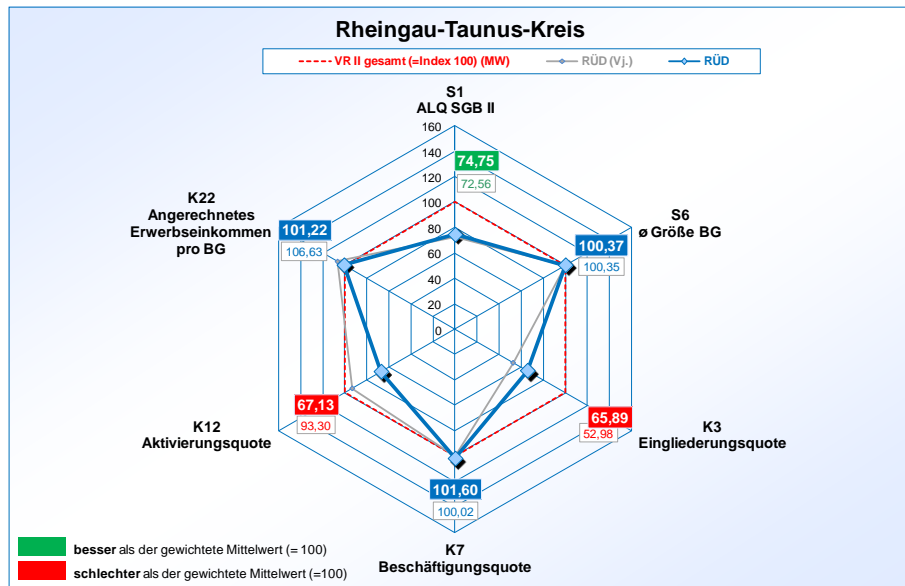 Rheingau-Taunus-Kreis
VR II gesamt (=Index 100) (MW)
RÜD (Vj.)
RÜD
S1
ALQ SGB II
160
140
120
100
80
60
40
20
0
74,75
72,56
S6
ø Größe BG
100,37
100,35
65,89
52,98
K3
Eingliederungsquote
101,60
100,02
K7
Beschäftigungsquote
67,13
93,30
K12
Aktivierungsquote
K22
Angerechnetes
Erwerbseinkommen
pro BG
101,22
106,63
besser als der gewichtete Mittelwert (= 100)
schlechter als der gewichtete Mittelwert (=100)